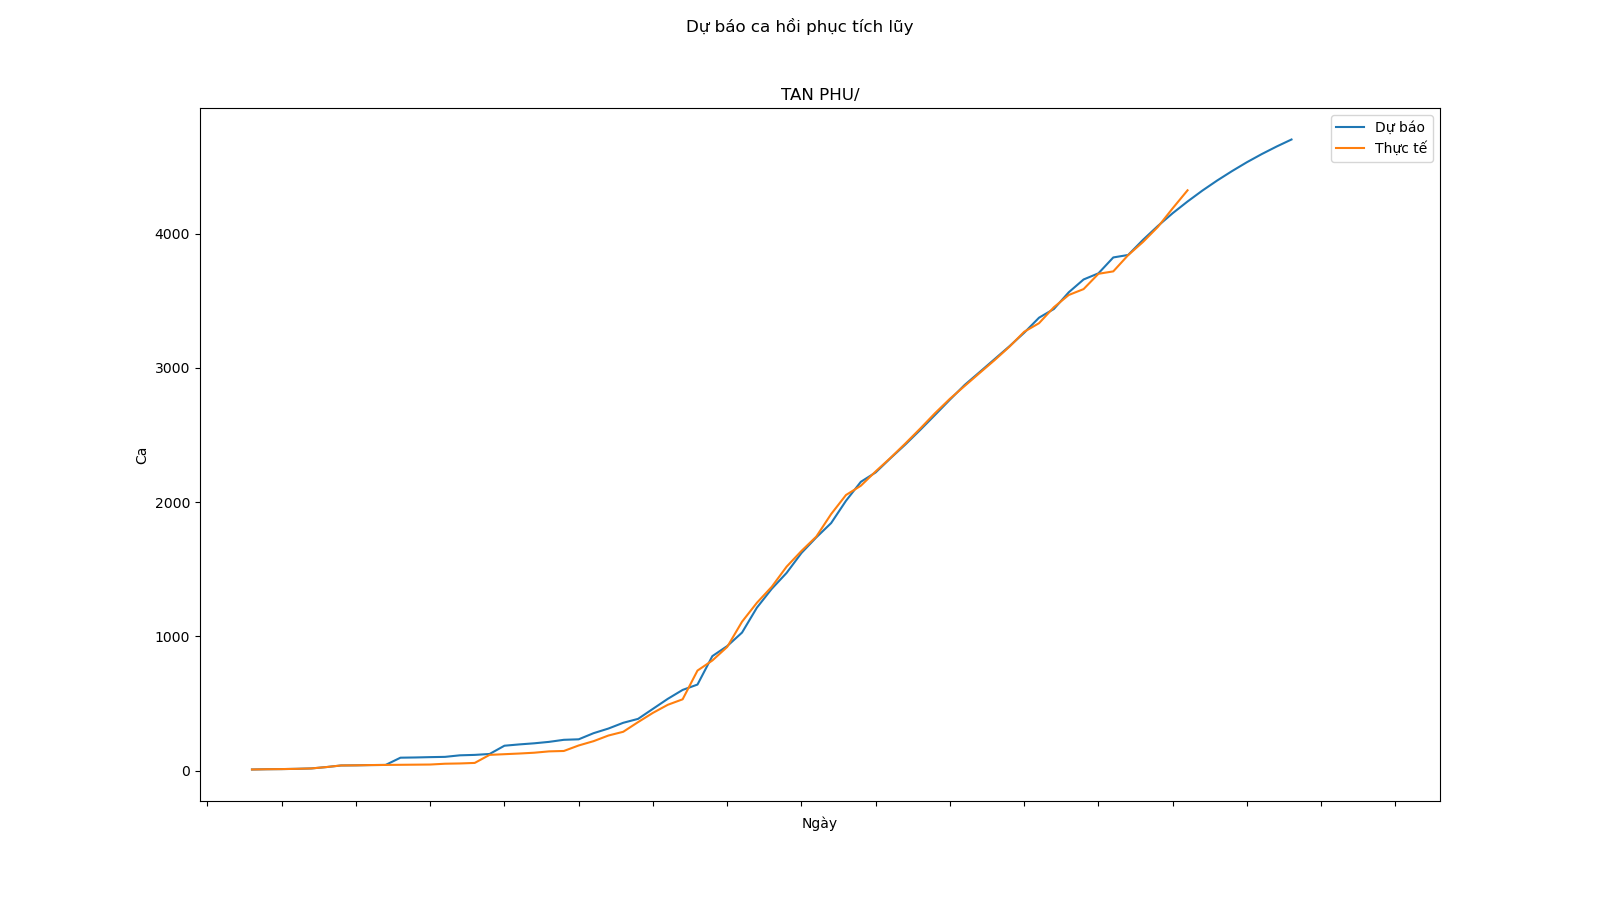 Dự báo ca hồi phục tích lũy
TAN PHU/
Dự báo
Thực tế
4000
3000
2000
1000
0
Ca
Ngày